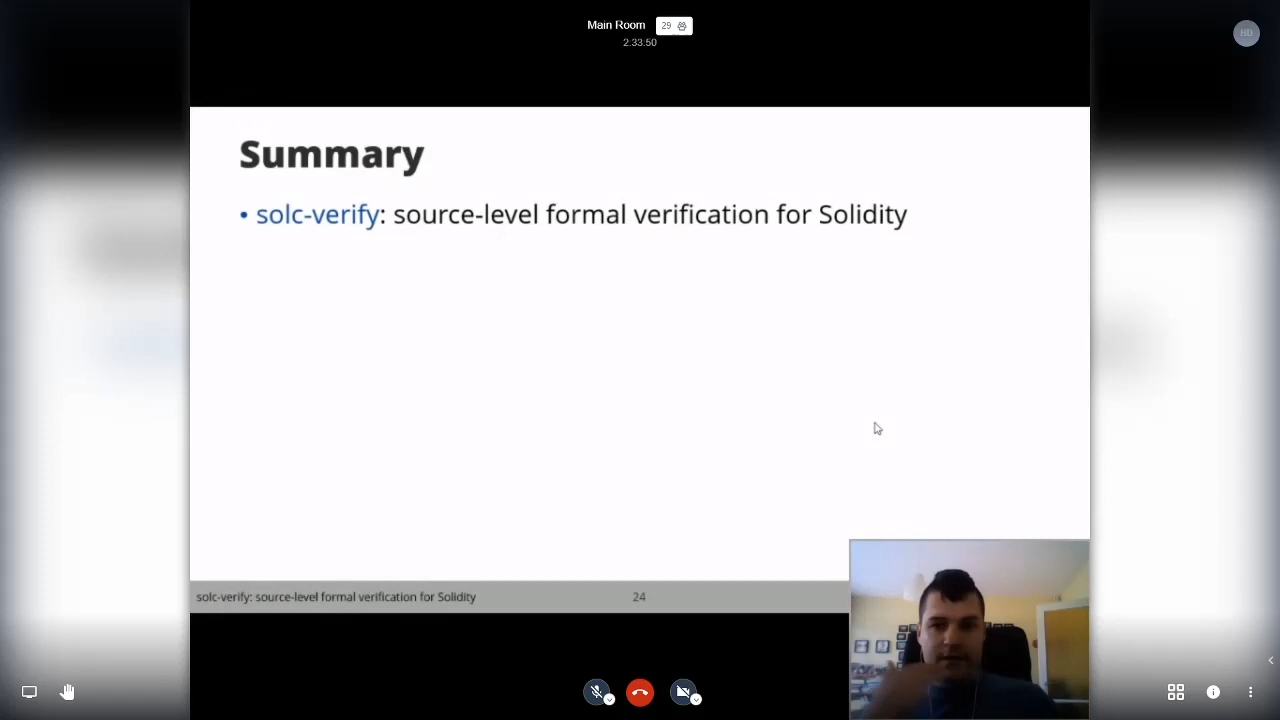 Main Room 29
2:33:50
HD
Summary
• solc-verify: source-level formal verification for Solidity
solc-verify: source-level formal verification for Solidity 24